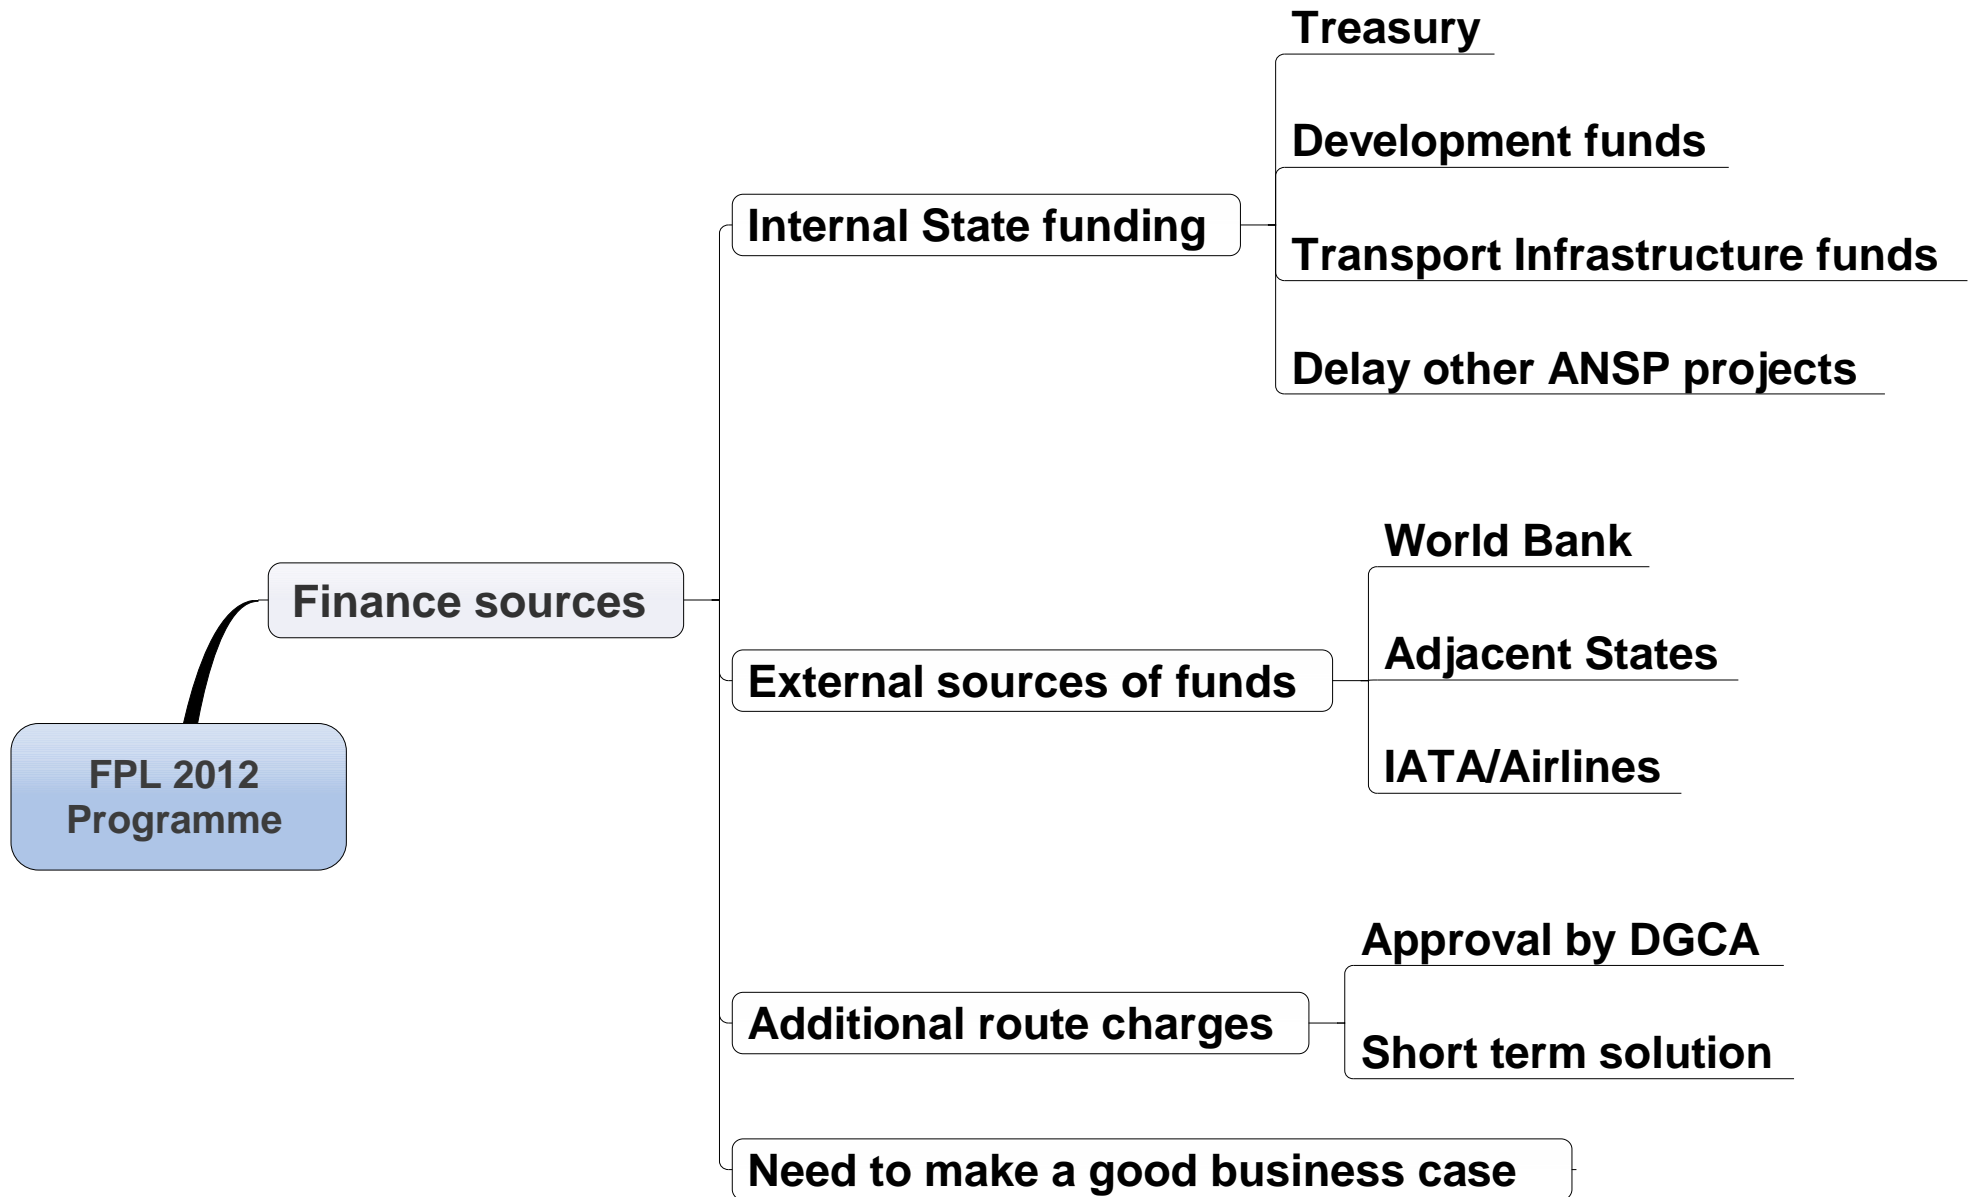 Treasury
Development funds
Internal State funding
Transport Infrastructure funds
Delay other ANSP projects
World Bank
Finance sources
Adjacent States
External sources of funds
IATA/Airlines
FPL 2012
Programme
Approval by DGCA
Additional route charges
Short term solution
Need to make a good business case